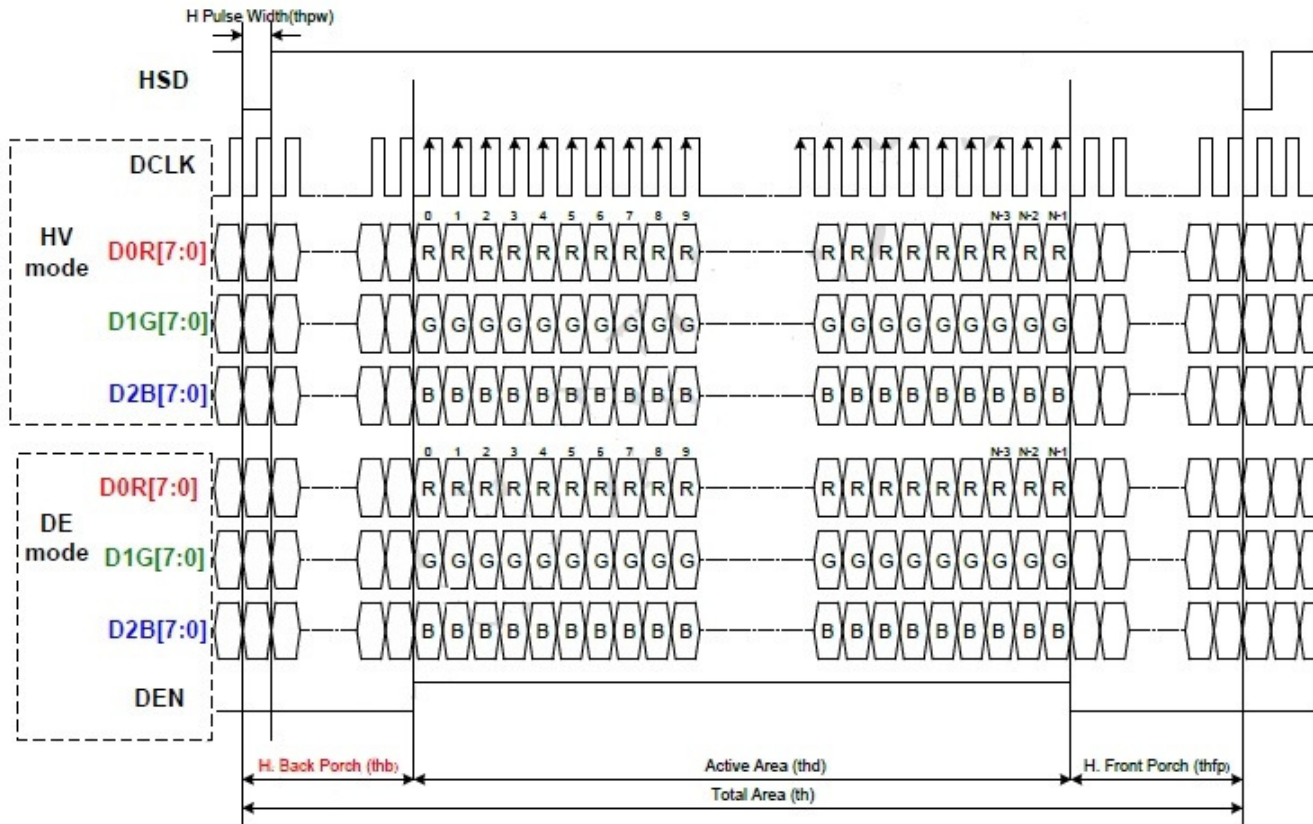 H Pulse Width(thpw)
HSD
DCLK
0 1 2 3 4 5 6 7 8 9 N-3 N-2 N-1
HV
mode
D0R[7:0] R R R R R R R R R R R R R R R R R R R
D1G[7:0] G G G G G G G G G G G G G G G G G G G
D2B[7:0] B B B B B B B B B B B B B B B B B B B
0 1 2 3 4 5 6 7 8 9 N-3 N-2 N-1
D0R[7:0] R R R R R R R R R R R R R R R R R R R
DE
mode
D1G[7:0] G G G G G G G G G G G G G G G G G G G
D2B[7:0] B B B B B B B B B B B B B B B B B B B
DEN
H. Back Porch (thb) Active Area (thd) H. Front Porch (thfp)
Total Area (th)